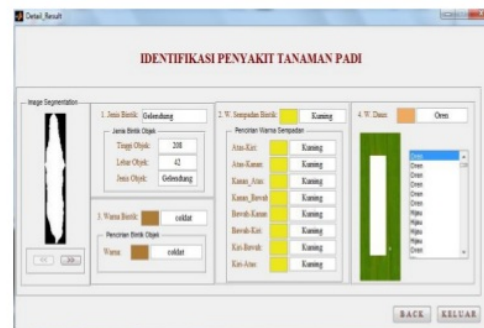 Detail_Result
IDENTIFIKASI PENYAKIT TANAMAN PADI
Image Segmentation
<<
>>
1. Jenis Bintik: Gelendung
Jenis Bintik Objek
Tinggi Objek: 208
Lebar Objek: 42
Jenis Objek: Gelendung
3. Warna Bintik: coklat
Pencirian Bintik Objek
Warna: coklat
2. W. Sempadan Bintik: Kuning
Pencirian Warna Sempadan
Atas-Kiri: Kuning
Atas-Kanan: Kuning
Kanan_Atas: Kuning
Kanan_Bawah: Kuning
Bawah-Kanan: Kuning
Bawah-Kiri: Kuning
Kiri-Bawah: Kuning
Kiri-Atas: Kuning
4. W. Daun: Oren
Oren
Oren
Oren
Oren
Oren
Oren
Hijau
Hijau
Hijau
Hijau
Hijau
Oren
BACK
KELUAR